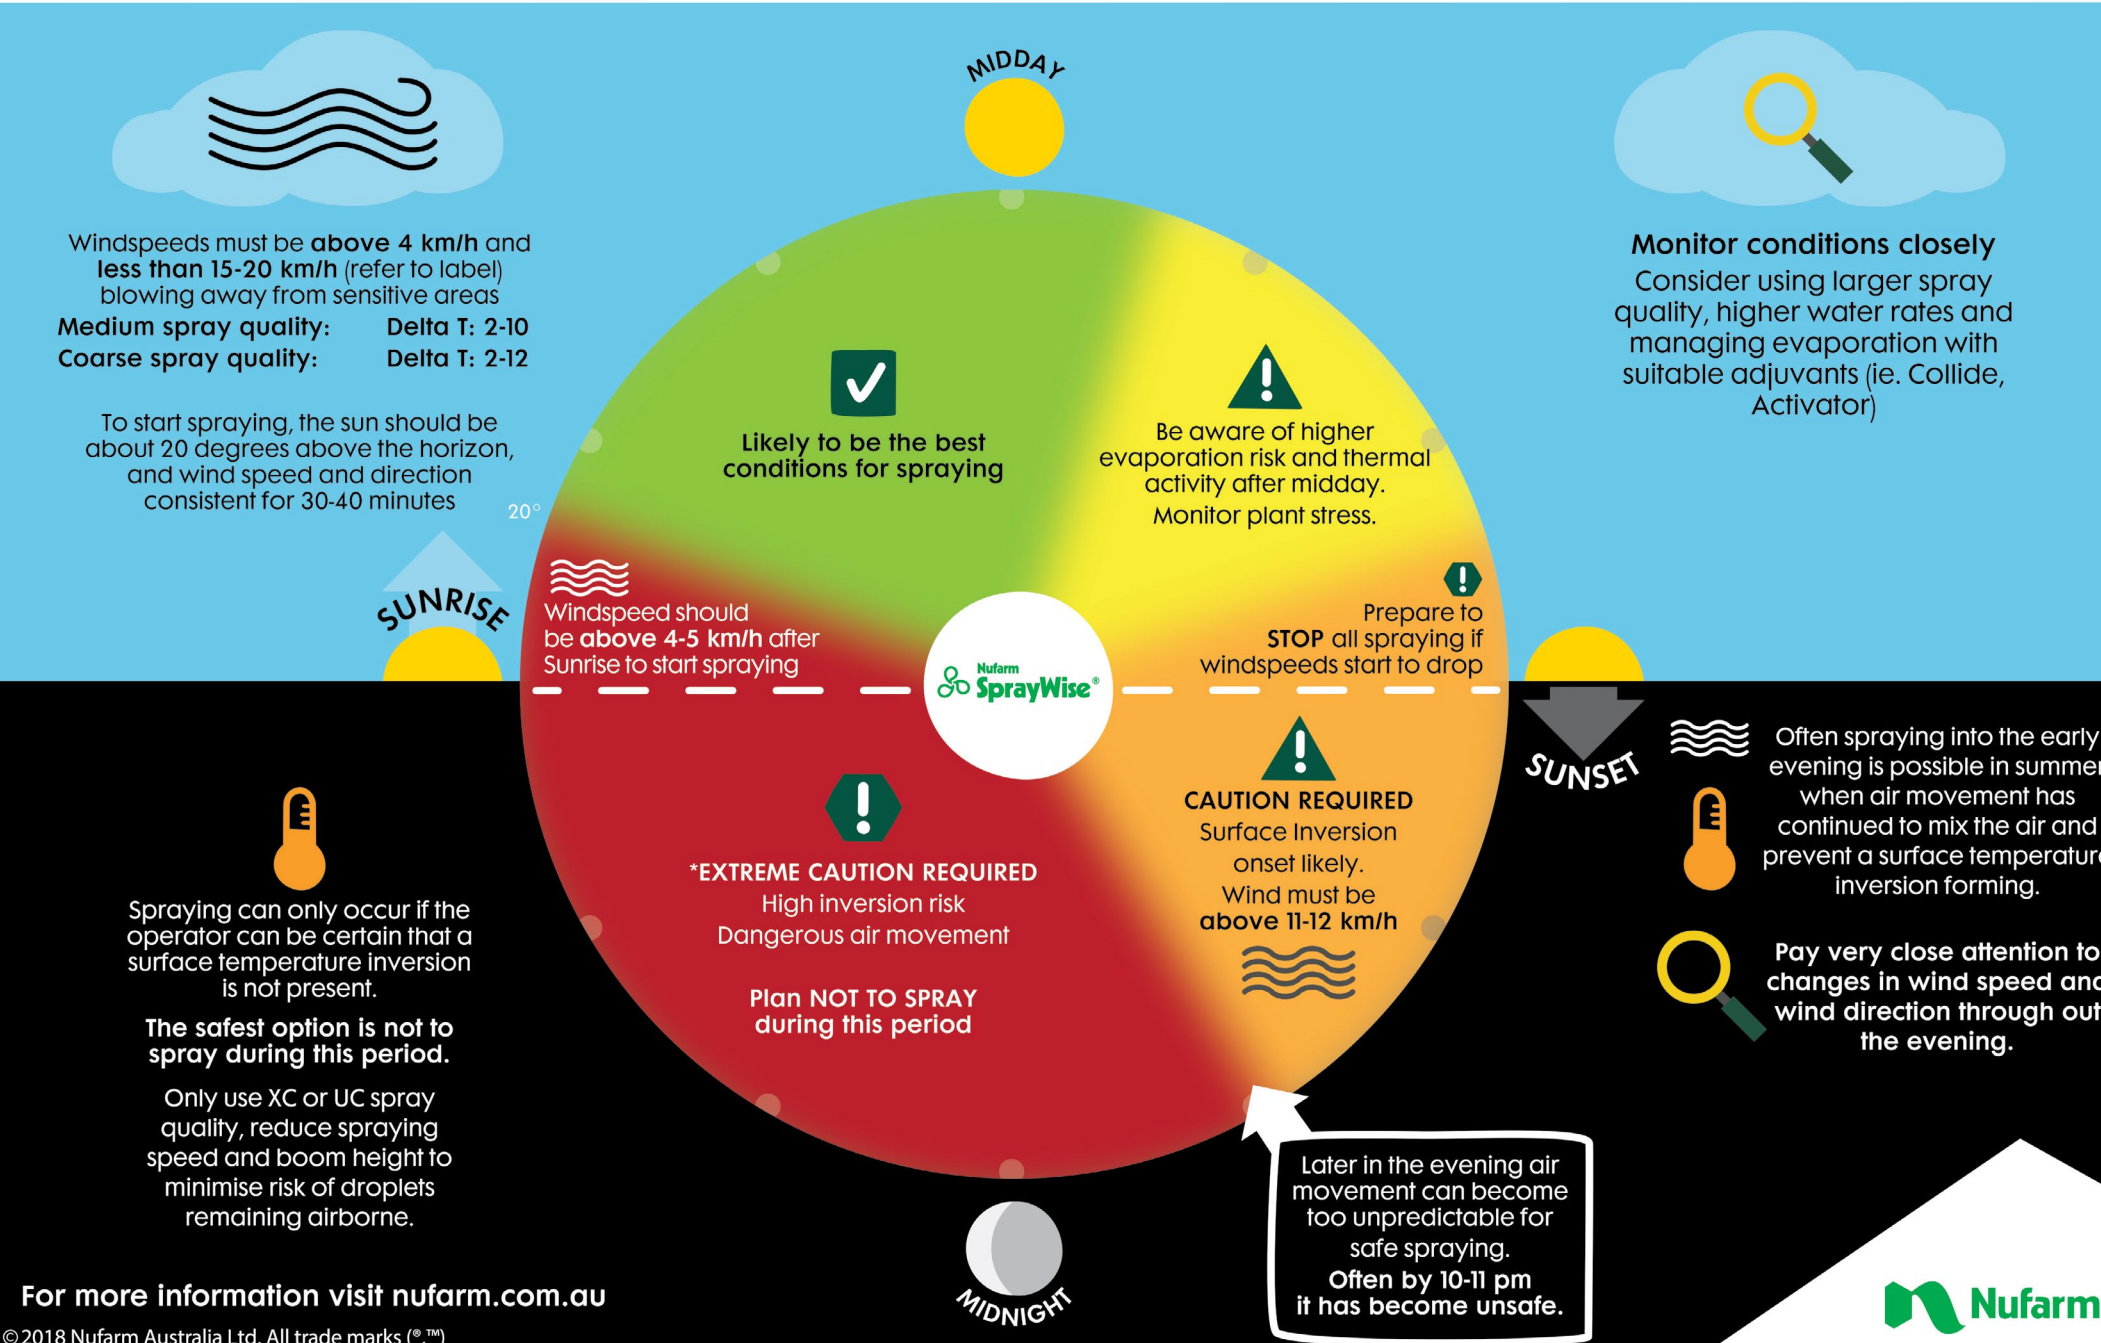 MIDDAY
Windspeeds must be above 4 km/h and
less than 15-20 km/h (refer to label)
blowing away from sensitive areas
Medium spray quality: Delta T: 2-10
Coarse spray quality: Delta T: 2-12
To start spraying, the sun should be
about 20 degrees above the horizon,
and wind speed and direction
consistent for 30-40 minutes
20°
SUNRISE
Monitor conditions closely
Consider using larger spray
quality, higher water rates and
managing evaporation with
suitable adjuvants (ie. Collide,
Activator)
Likely to be the best
conditions for spraying
Be aware of higher
evaporation risk and thermal
activity after midday.
Monitor plant stress.
Windspeed should
be above 4-5 km/h after
Sunrise to start spraying
Prepare to
STOP all spraying if
windspeeds start to drop
Nufarm
SprayWise®
SUNSET
*EXTREME CAUTION REQUIRED
High inversion risk
Dangerous air movement
Plan NOT TO SPRAY
during this period
CAUTION REQUIRED
Surface Inversion
onset likely.
Wind must be
above 11-12 km/h
Often spraying into the early
evening is possible in summer
when air movement has
continued to mix the air and
prevent a surface temperature
inversion forming.
Pay very close attention to
changes in wind speed and
wind direction through out
the evening.
Spraying can only occur if the
operator can be certain that a
surface temperature inversion
is not present.
The safest option is not to
spray during this period.
Only use XC or UC spray
quality, reduce spraying
speed and boom height to
minimise risk of droplets
remaining airborne.
Later in the evening air
movement can become
too unpredictable for
safe spraying.
Often by 10-11 pm
it has become unsafe.
MIDNIGHT
For more information visit nufarm.com.au
©2018 Nufarm Australia Ltd. All trade marks (®,™)
Nufarm